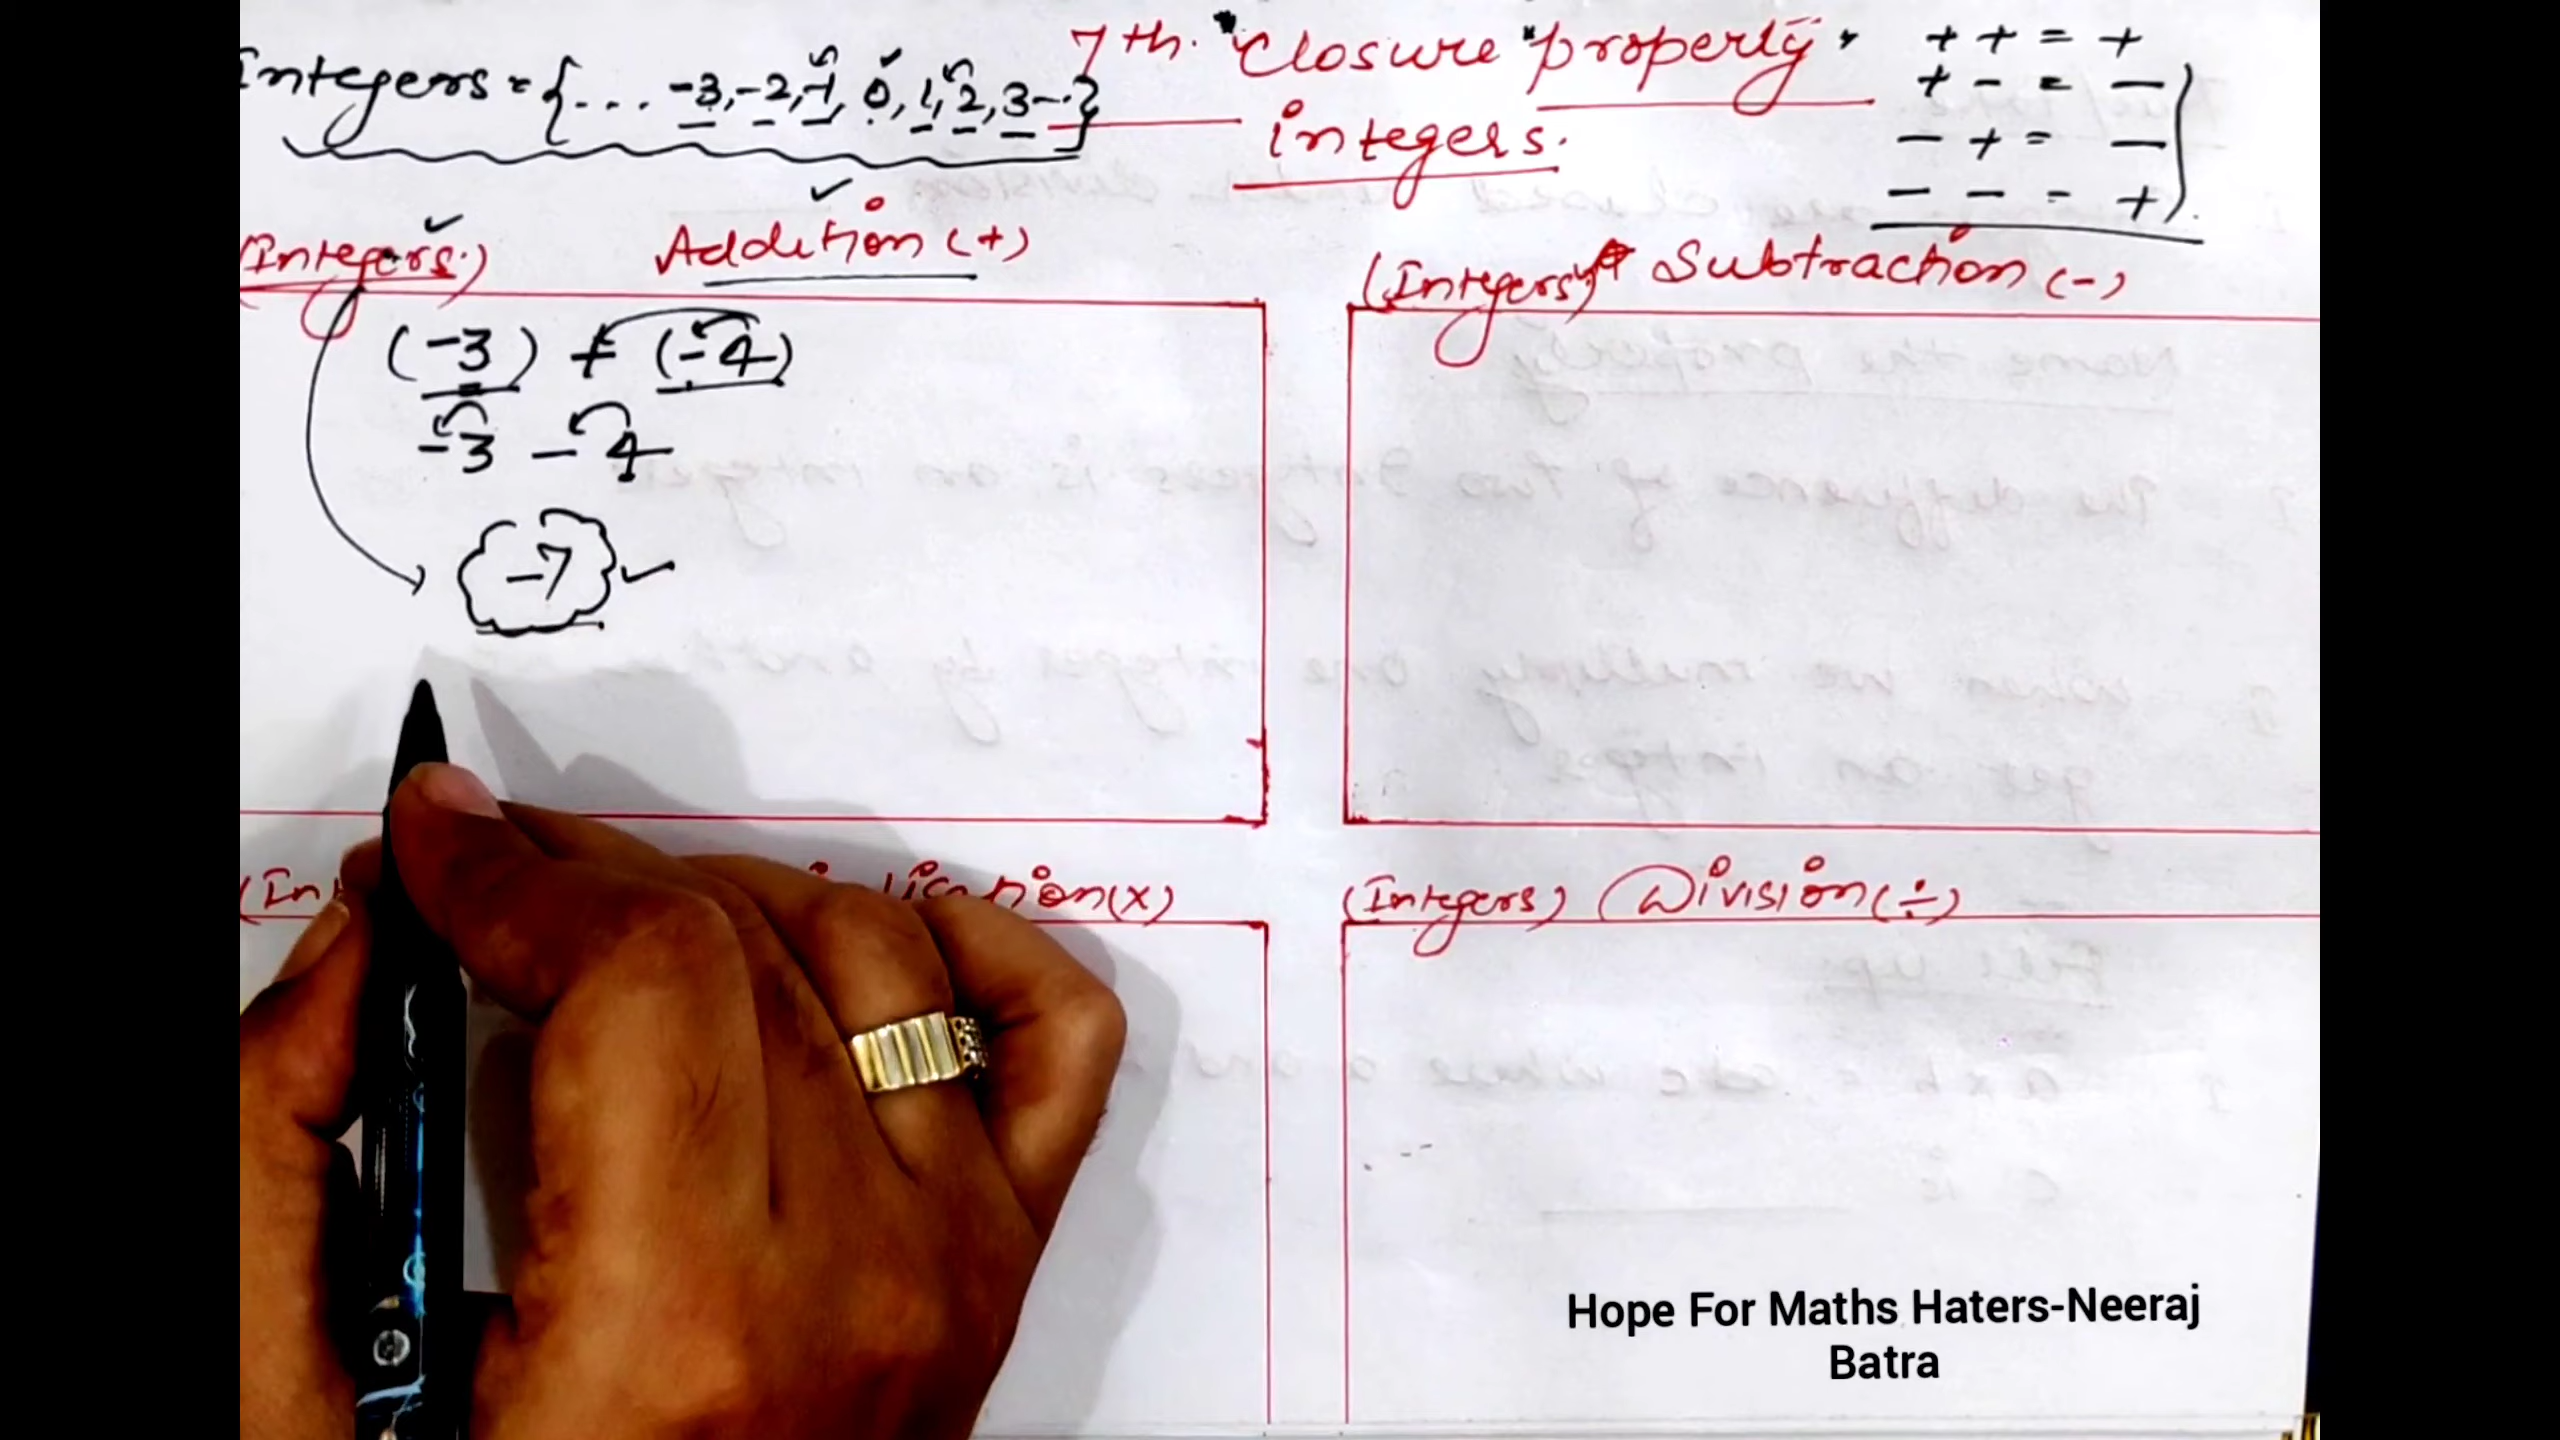 7th. "Closure "property"
integers.
Integers = {... -3, -2, -1, 0, 1, 2, 3 -..}
+ + = +
+ - = -
- + = -
- - = +
(Integers.) Addition (+)
(-3) + (-4)
-3 - 4
-7
(Integers) Subtraction (-)
(x)
(Integers) Division (÷)
Hope For Maths Haters-Neeraj
Batra